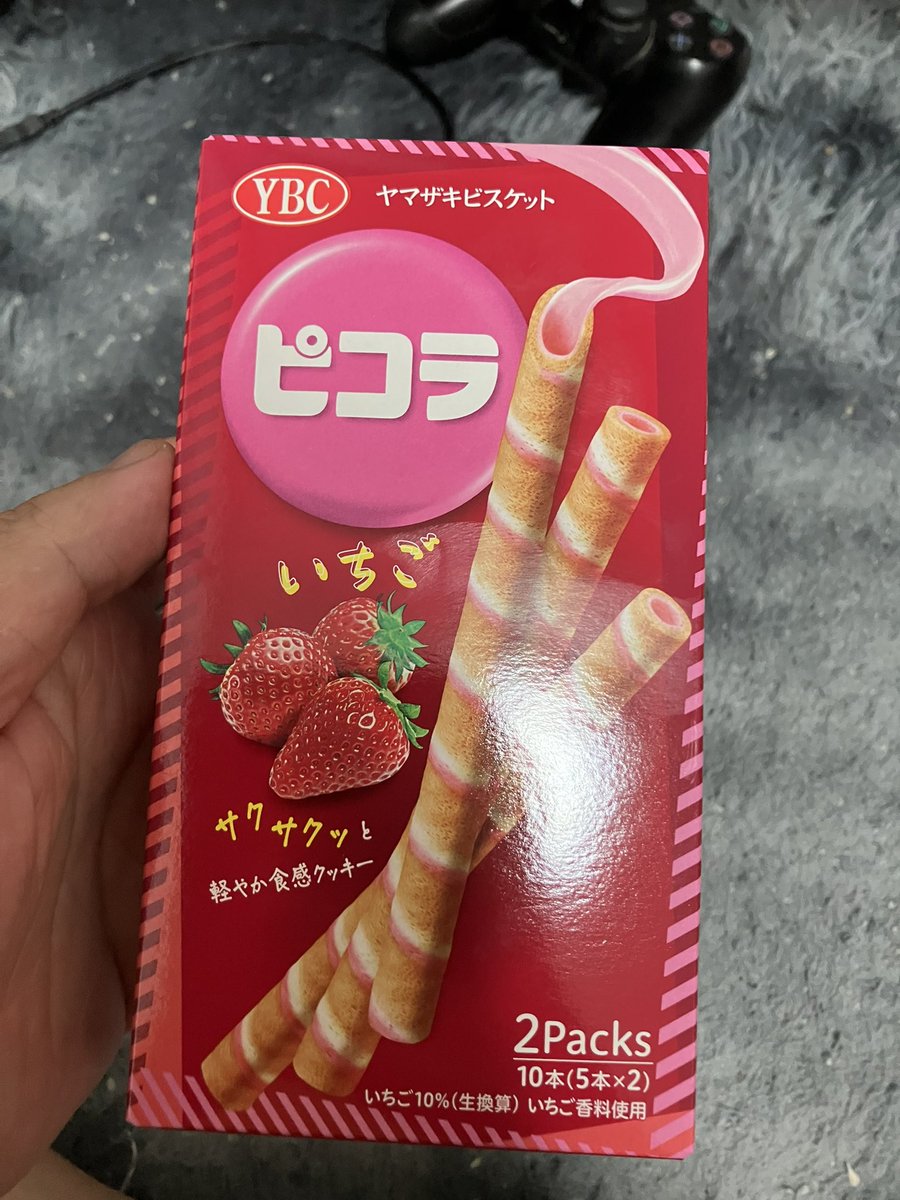 YBC
ヤマザキビスケット
ピコラ
いちご
サクサクッと
軽やか食感クッキー
2Packs
10本(5本×2)
いちご10%(生換算) いちご香料使用